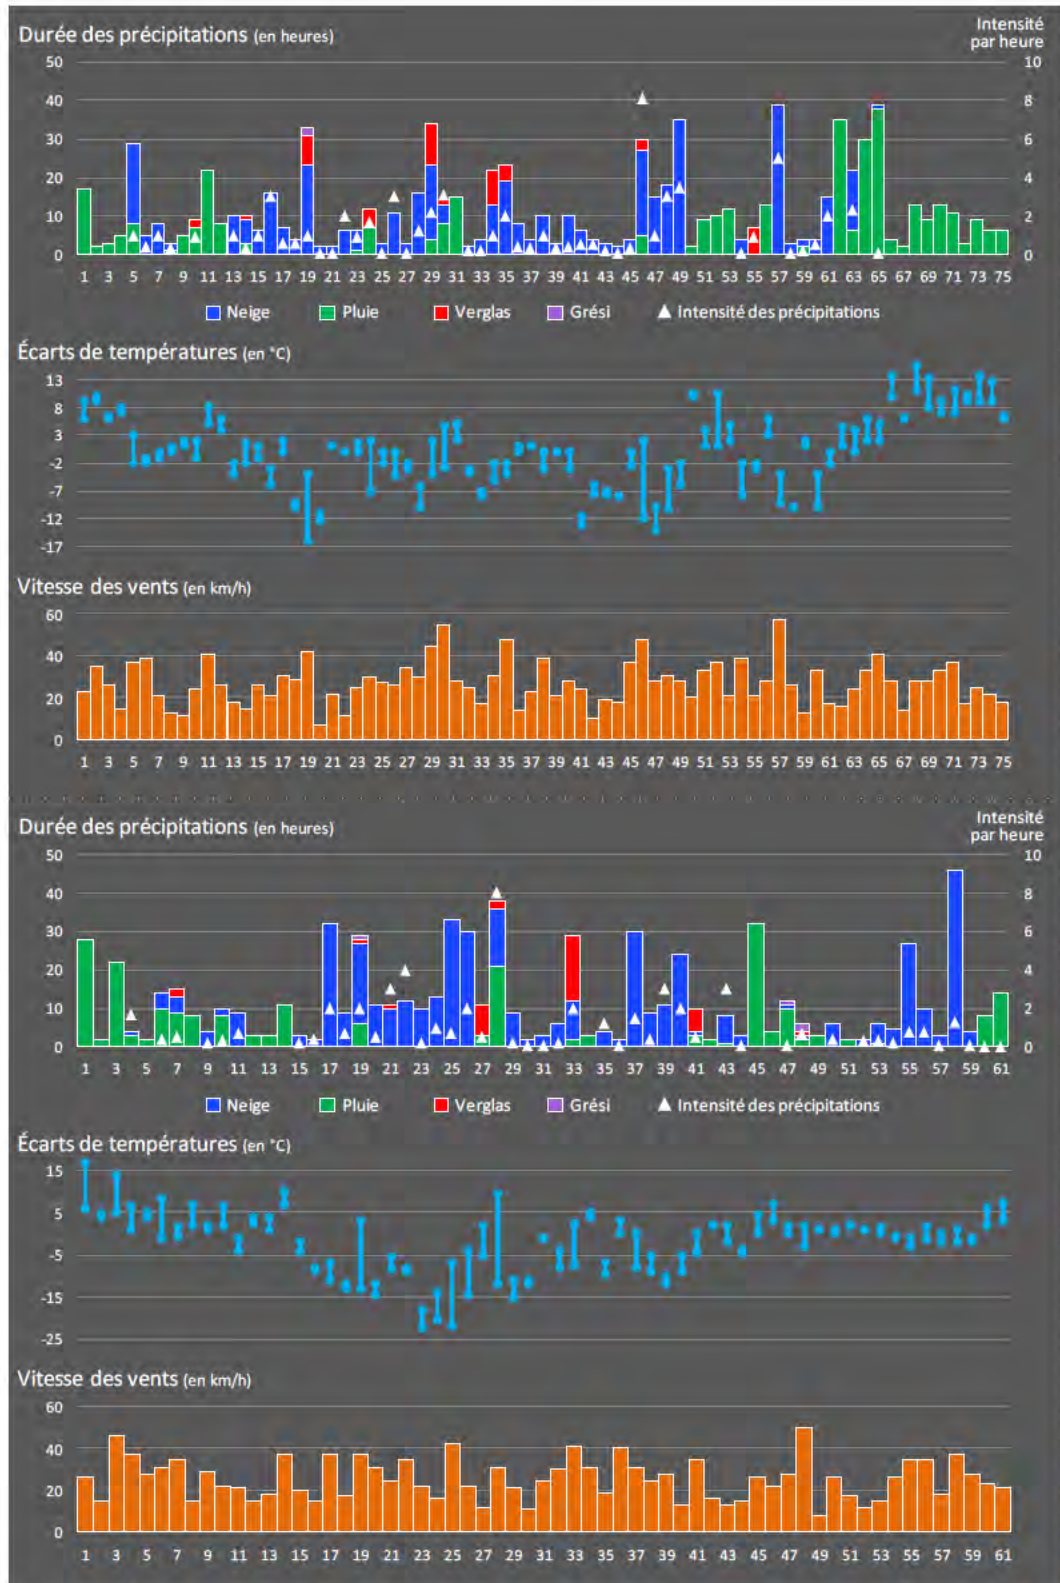 Durée des précipitations (en heures)
Intensité
par heure
50 10
40 8
30 6
20 4
10 2
0 0
1 3 5 7 9 11 13 15 17 19 21 23 25 27 29 31 33 35 37 39 41 43 45 47 49 51 53 55 57 59 61 63 65 67 69 71 73 75
Neige Pluie Verglas Grési Intensité des précipitations
Écarts de températures (en °C)
13
8
3
-2
-7
-12
-17
Vitesse des vents (en km/h)
60
40
20
0
1 3 5 7 9 11 13 15 17 19 21 23 25 27 29 31 33 35 37 39 41 43 45 47 49 51 53 55 57 59 61 63 65 67 69 71 73 75
Durée des précipitations (en heures)
Intensité
par heure
50 10
40 8
30 6
20 4
10 2
0 0
1 3 5 7 9 11 13 15 17 19 21 23 25 27 29 31 33 35 37 39 41 43 45 47 49 51 53 55 57 59 61
Neige Pluie Verglas Grési Intensité des précipitations
Écarts de températures (en °C)
15
5
-5
-15
-25
Vitesse des vents (en km/h)
60
40
20
0
1 3 5 7 9 11 13 15 17 19 21 23 25 27 29 31 33 35 37 39 41 43 45 47 49 51 53 55 57 59 61